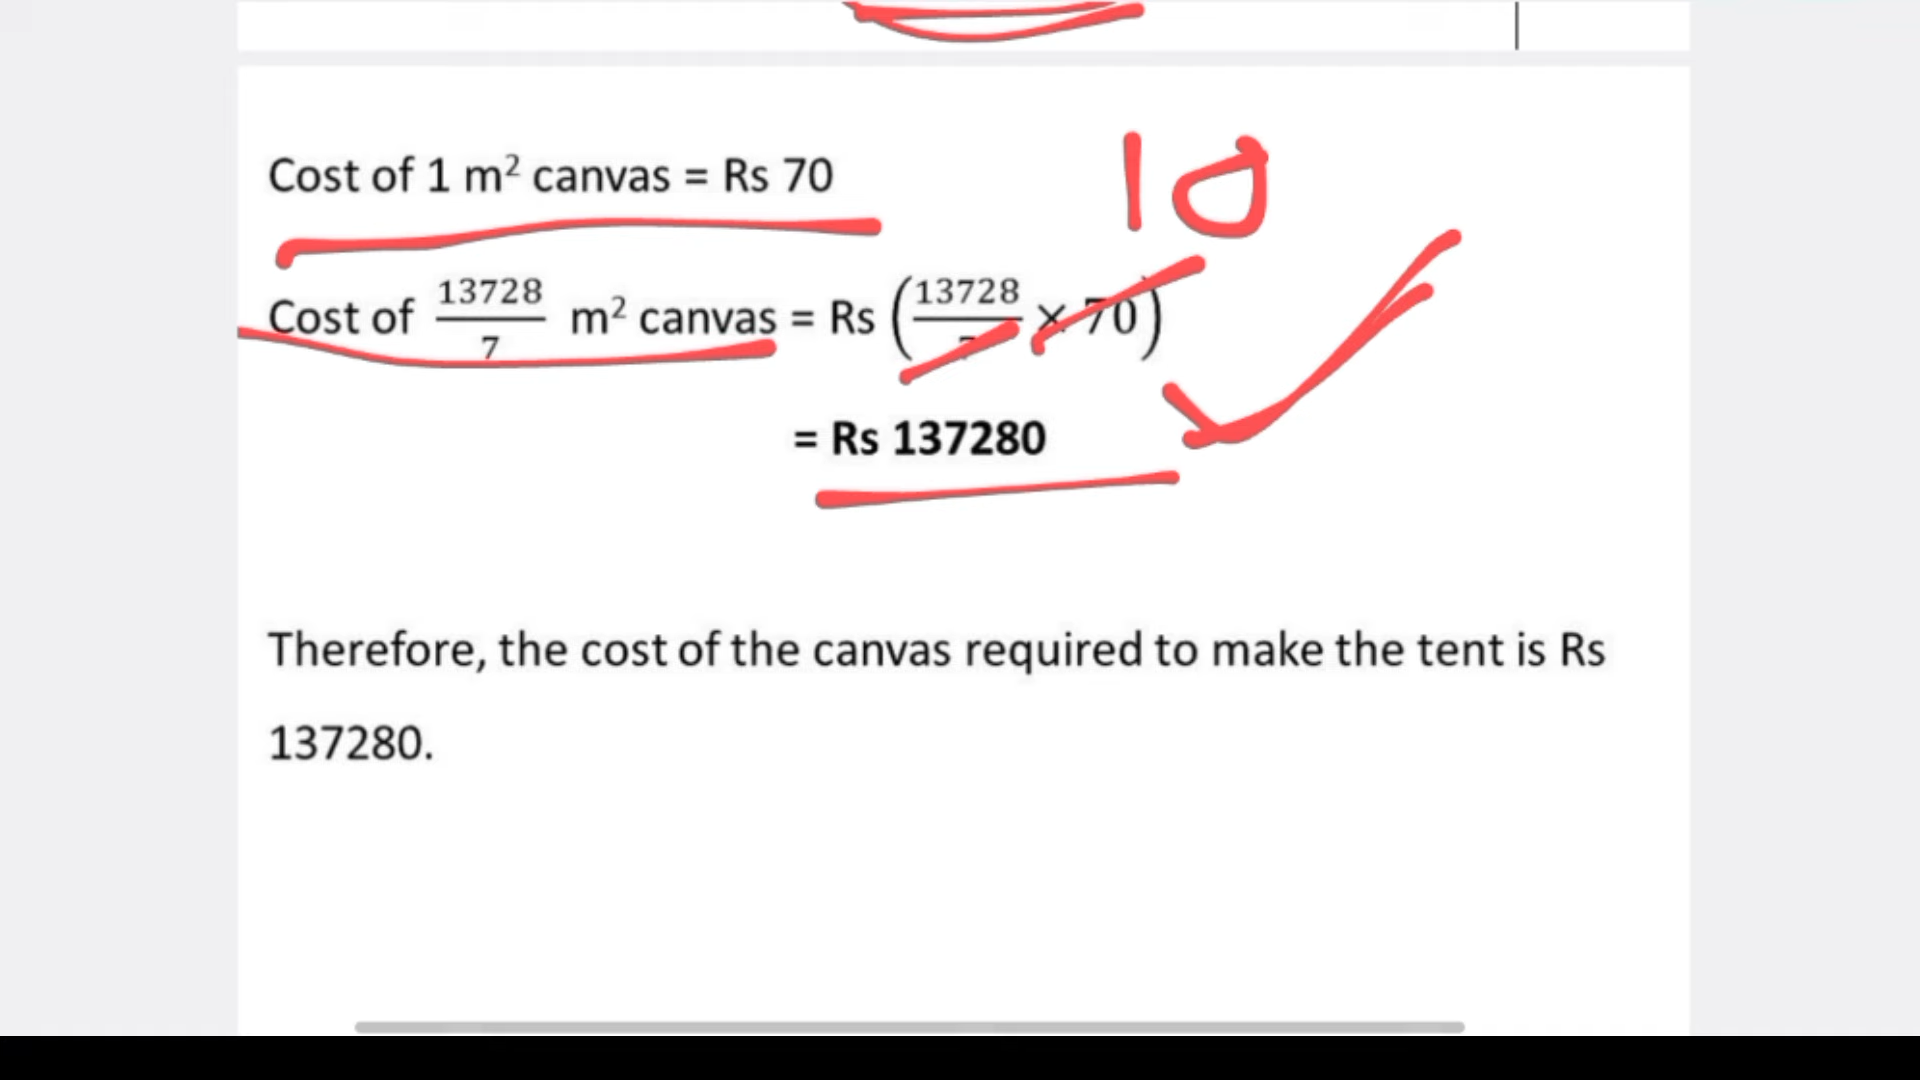 Cost of 1 m² canvas = Rs 70
10
Cost of 13728/7 m² canvas = Rs (13728/7 × 70)
= Rs 137280
Therefore, the cost of the canvas required to make the tent is Rs
137280.